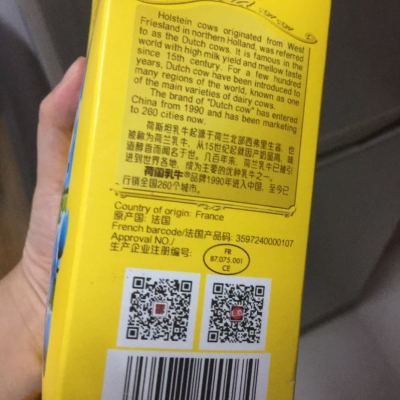 Holstein cows originated from West
Friesland in northern Holland, was referred
to as the Dutch cows. It is famous in the
world with high milk yield and mellow taste
since 15th century. For a few hundred
years, Dutch cow have been introduced to
many regions of the world, known as one
of the main varieties of dairy cows.
The brand of "Dutch cow" has entered
China from 1990 and has been marketing
to 260 cities now.
荷斯坦乳牛起源于荷兰北部西弗里生省，也
被称为荷兰乳牛，从15世纪起就因产奶量高，味
道醇香而闻名于世。几百年来，荷兰乳牛已被引
进到世界各地，成为主要的优种乳牛之一。
荷兰乳牛®品牌1990年进入中国，至今已
行销全国260个城市。
Country of origin: France
原产国: 法国
French barcode/法国产品码: 3597240000107
Approval NO./
生产企业注册编号:
FR
87.075.001
CE